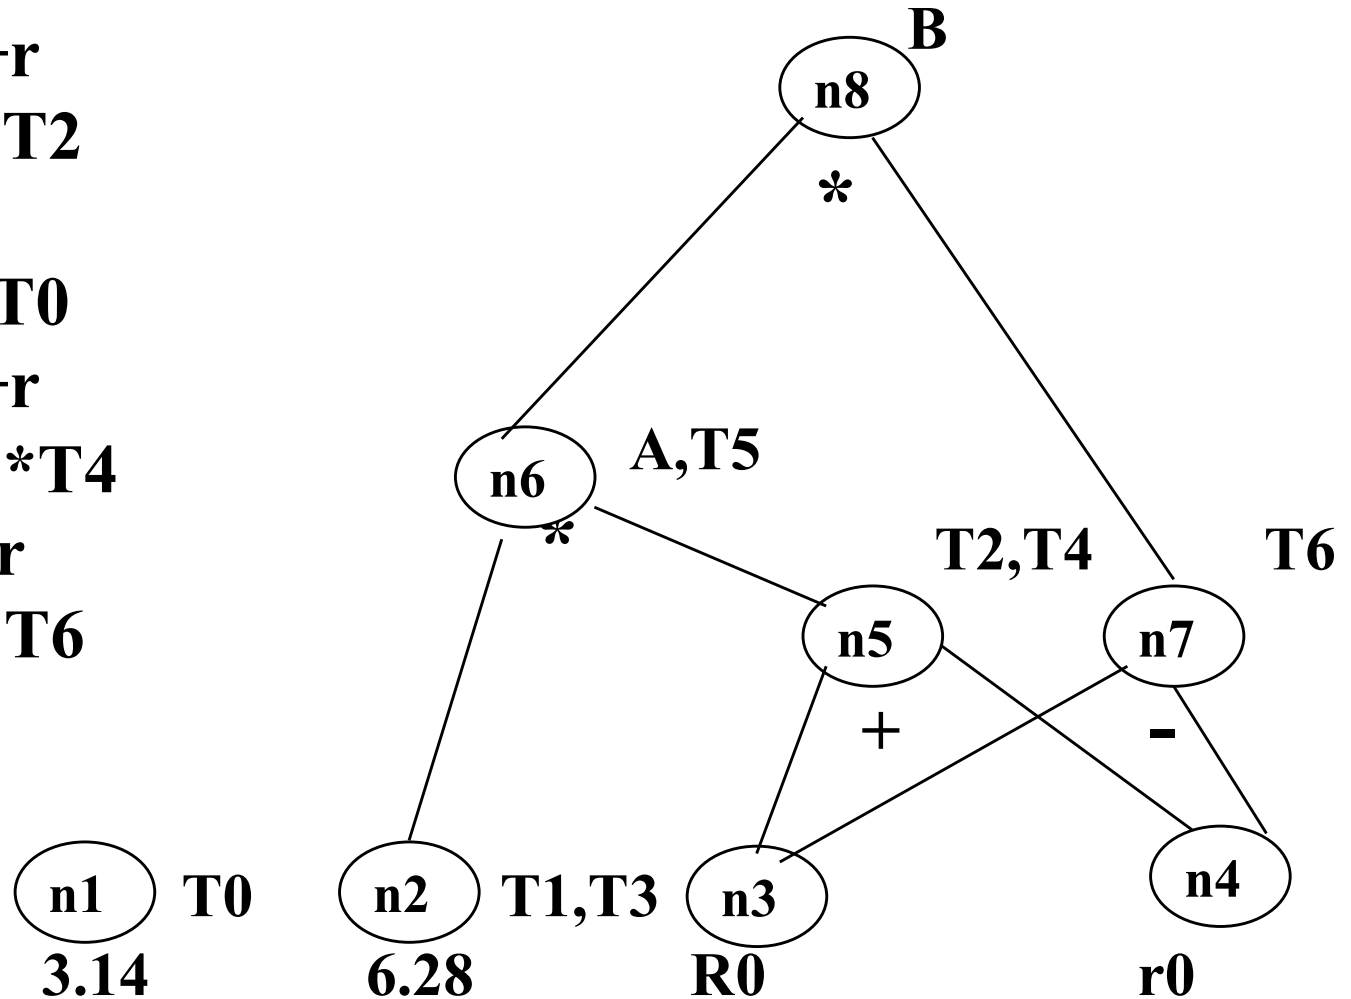 -r
T2
T0
-r
*T4
r
T6
B
n8
*
n6
A,T5
*
T2,T4
T6
n5
n7
+
-
n1
T0
n2
T1,T3
n3
n4
3.14
6.28
R0
r0